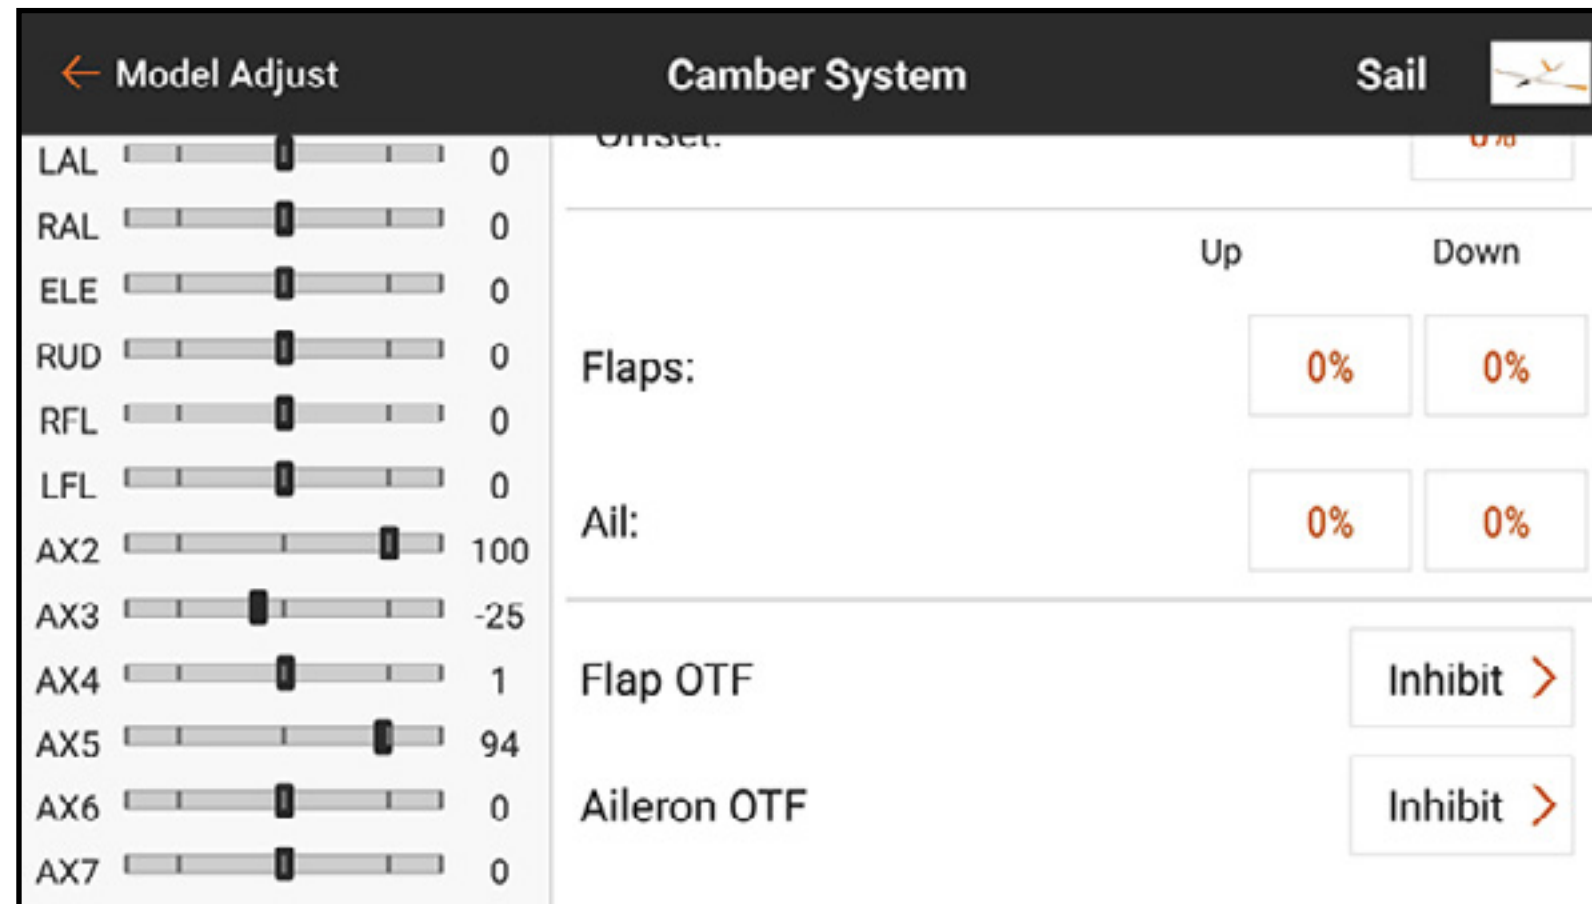 Model Adjust Camber System Sail
LAL 0
RAL 0
ELE 0
RUD 0
RFL 0
LFL 0
AX2 100
AX3 -25
AX4 1
AX5 94
AX6 0
AX7 0
Offset: 0%
Up Down
Flaps: 0% 0%
Ail: 0% 0%
Flap OTF Inhibit
Aileron OTF Inhibit